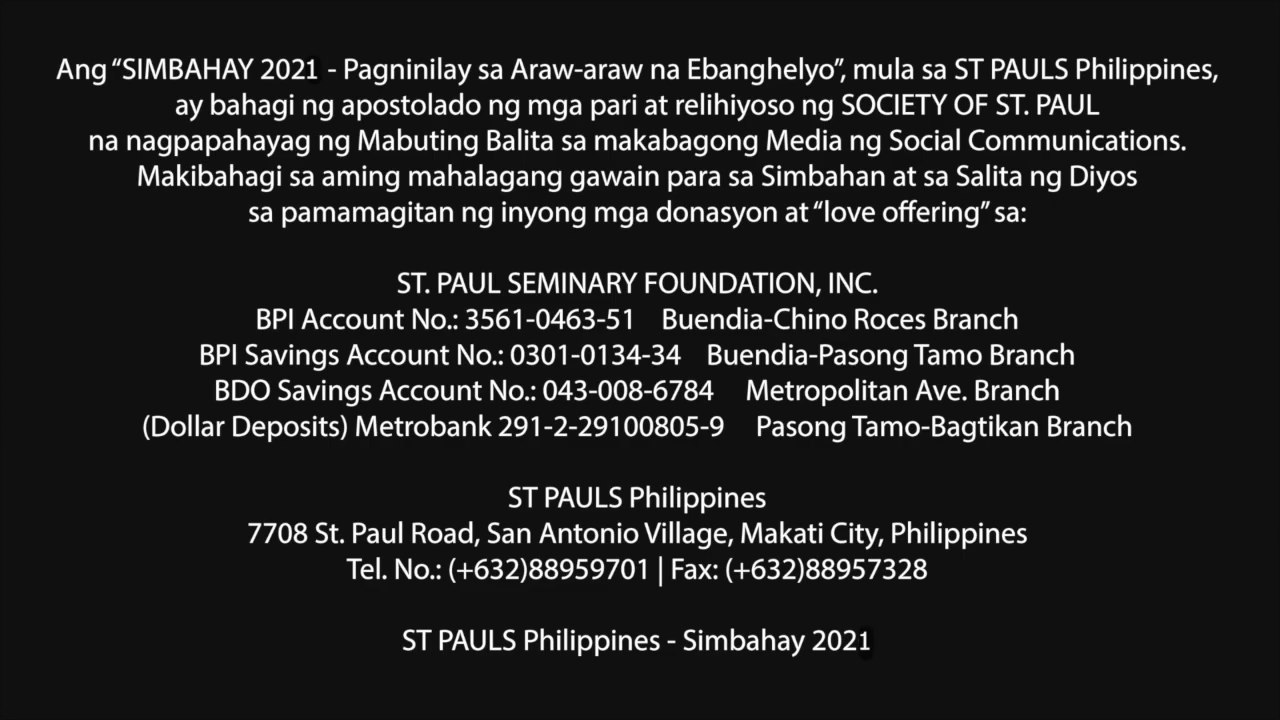 Ang “SIMBAHAY 2021 - Pagninilay sa Araw-araw na Ebanghelyo”, mula sa ST PAULS Philippines,
ay bahagi ng apostolado ng mga pari at relihiyoso ng SOCIETY OF ST. PAUL
na nagpapahayag ng Mabuting Balita sa makabagong Media ng Social Communications.
Makibahagi sa aming mahalagang gawain para sa Simbahan at sa Salita ng Diyos
sa pamamagitan ng inyong mga donasyon at “love offering” sa:
ST. PAUL SEMINARY FOUNDATION, INC.
BPI Account No.: 3561-0463-51 Buendia-Chino Roces Branch
BPI Savings Account No.: 0301-0134-34 Buendia-Pasong Tamo Branch
BDO Savings Account No.: 043-008-6784 Metropolitan Ave. Branch
(Dollar Deposits) Metrobank 291-2-29100805-9 Pasong Tamo-Bagtikan Branch
ST PAULS Philippines
7708 St. Paul Road, San Antonio Village, Makati City, Philippines
Tel. No.: (+632)88959701 | Fax: (+632)88957328
ST PAULS Philippines - Simbahay 2021